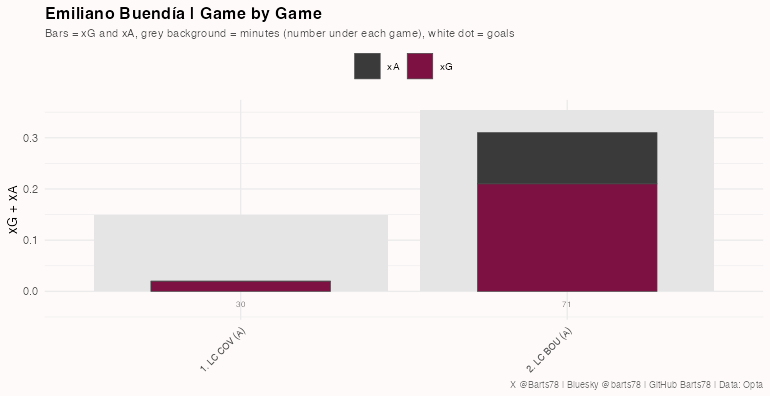 Emiliano Buendía | Game by Game
Bars = xG and xA, grey background = minutes (number under each game), white dot = goals
xA xG
xG + xA
0.3
0.2
0.1
0.0
30 71
1. LC COV (A) 2. LC BOU (A)
X @Barts78 | Bluesky @barts78 | GitHub Barts78 | Data: Opta